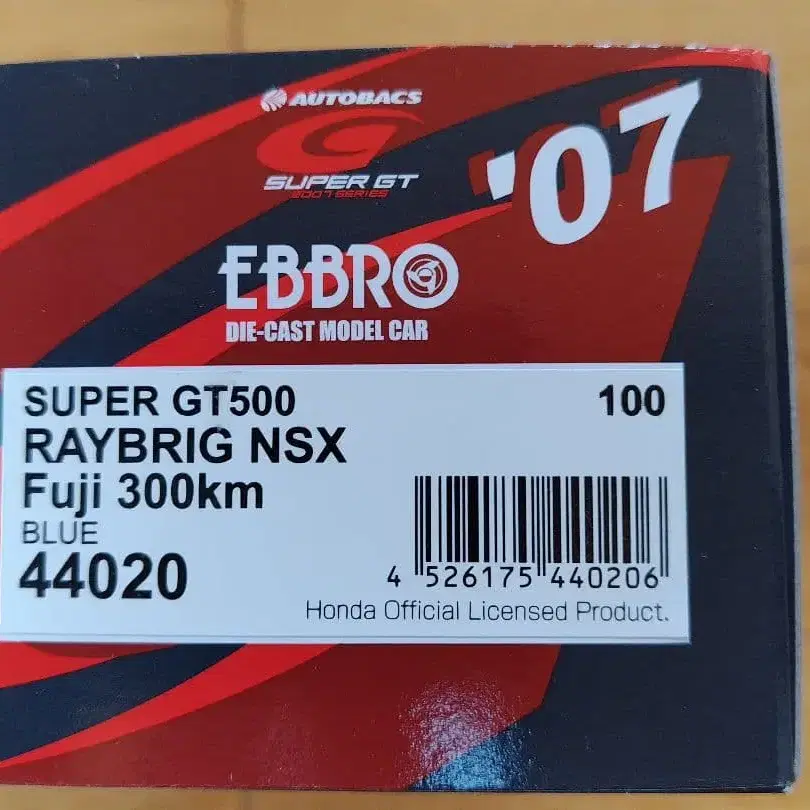 AUTOBACS
SUPER GT
2007 SERIES
'07
EBBRO
DIE-CAST MODEL CAR
SUPER GT500 100
RAYBRIG NSX
Fuji 300km
BLUE
44020
4 526175 440206
Honda Official Licensed Product.